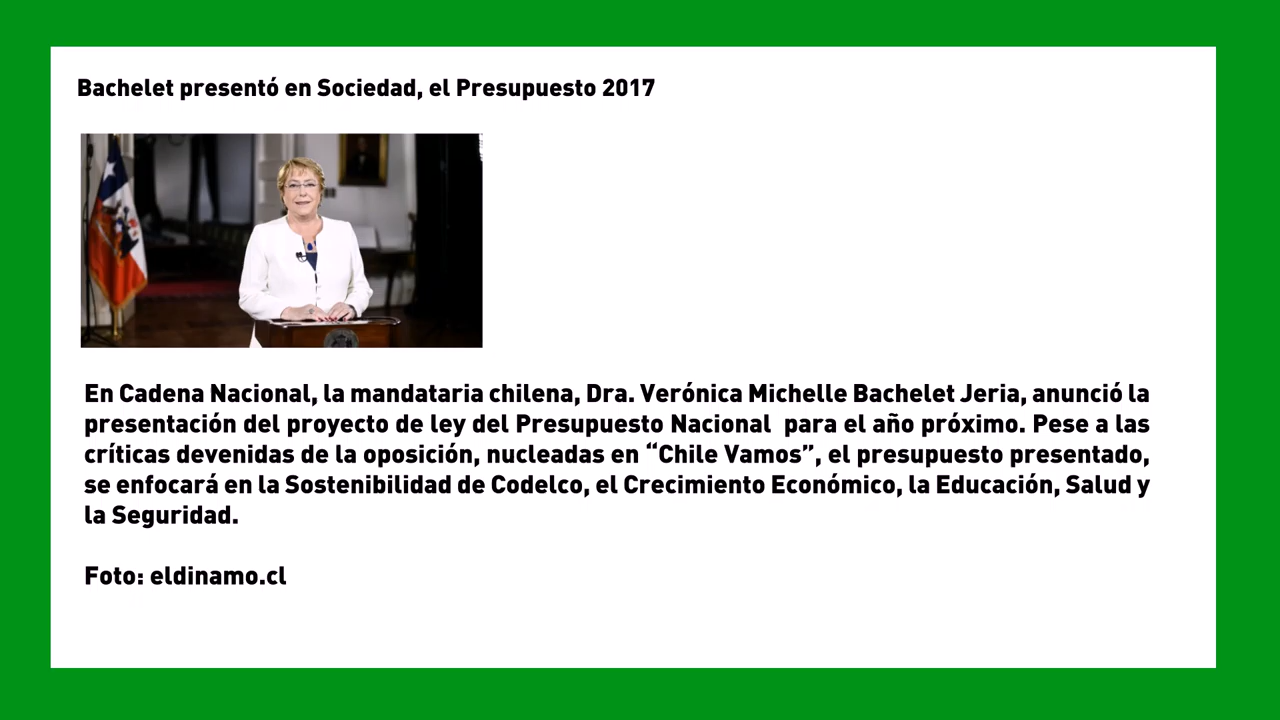 Bachelet presentó en Sociedad, el Presupuesto 2017
En Cadena Nacional, la mandataria chilena, Dra. Verónica Michelle Bachelet Jeria, anunció la
presentación del proyecto de ley del Presupuesto Nacional  para el año próximo. Pese a las
críticas devenidas de la oposición, nucleadas en “Chile Vamos”, el presupuesto presentado,
se enfocará en la Sostenibilidad de Codelco, el Crecimiento Económico, la Educación, Salud y
la Seguridad.
Foto: eldinamo.cl